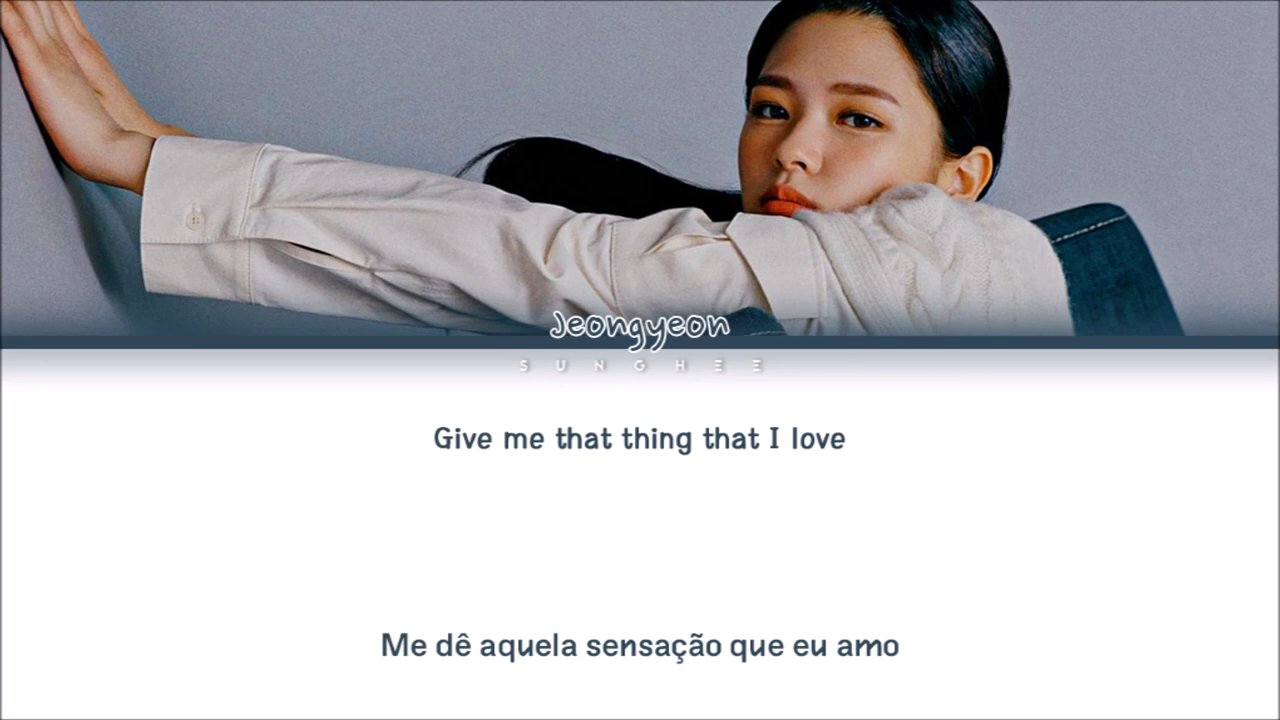 Jeongyeon
SUNGHEE
Give me that thing that I love
Me dê aquela sensação que eu amo